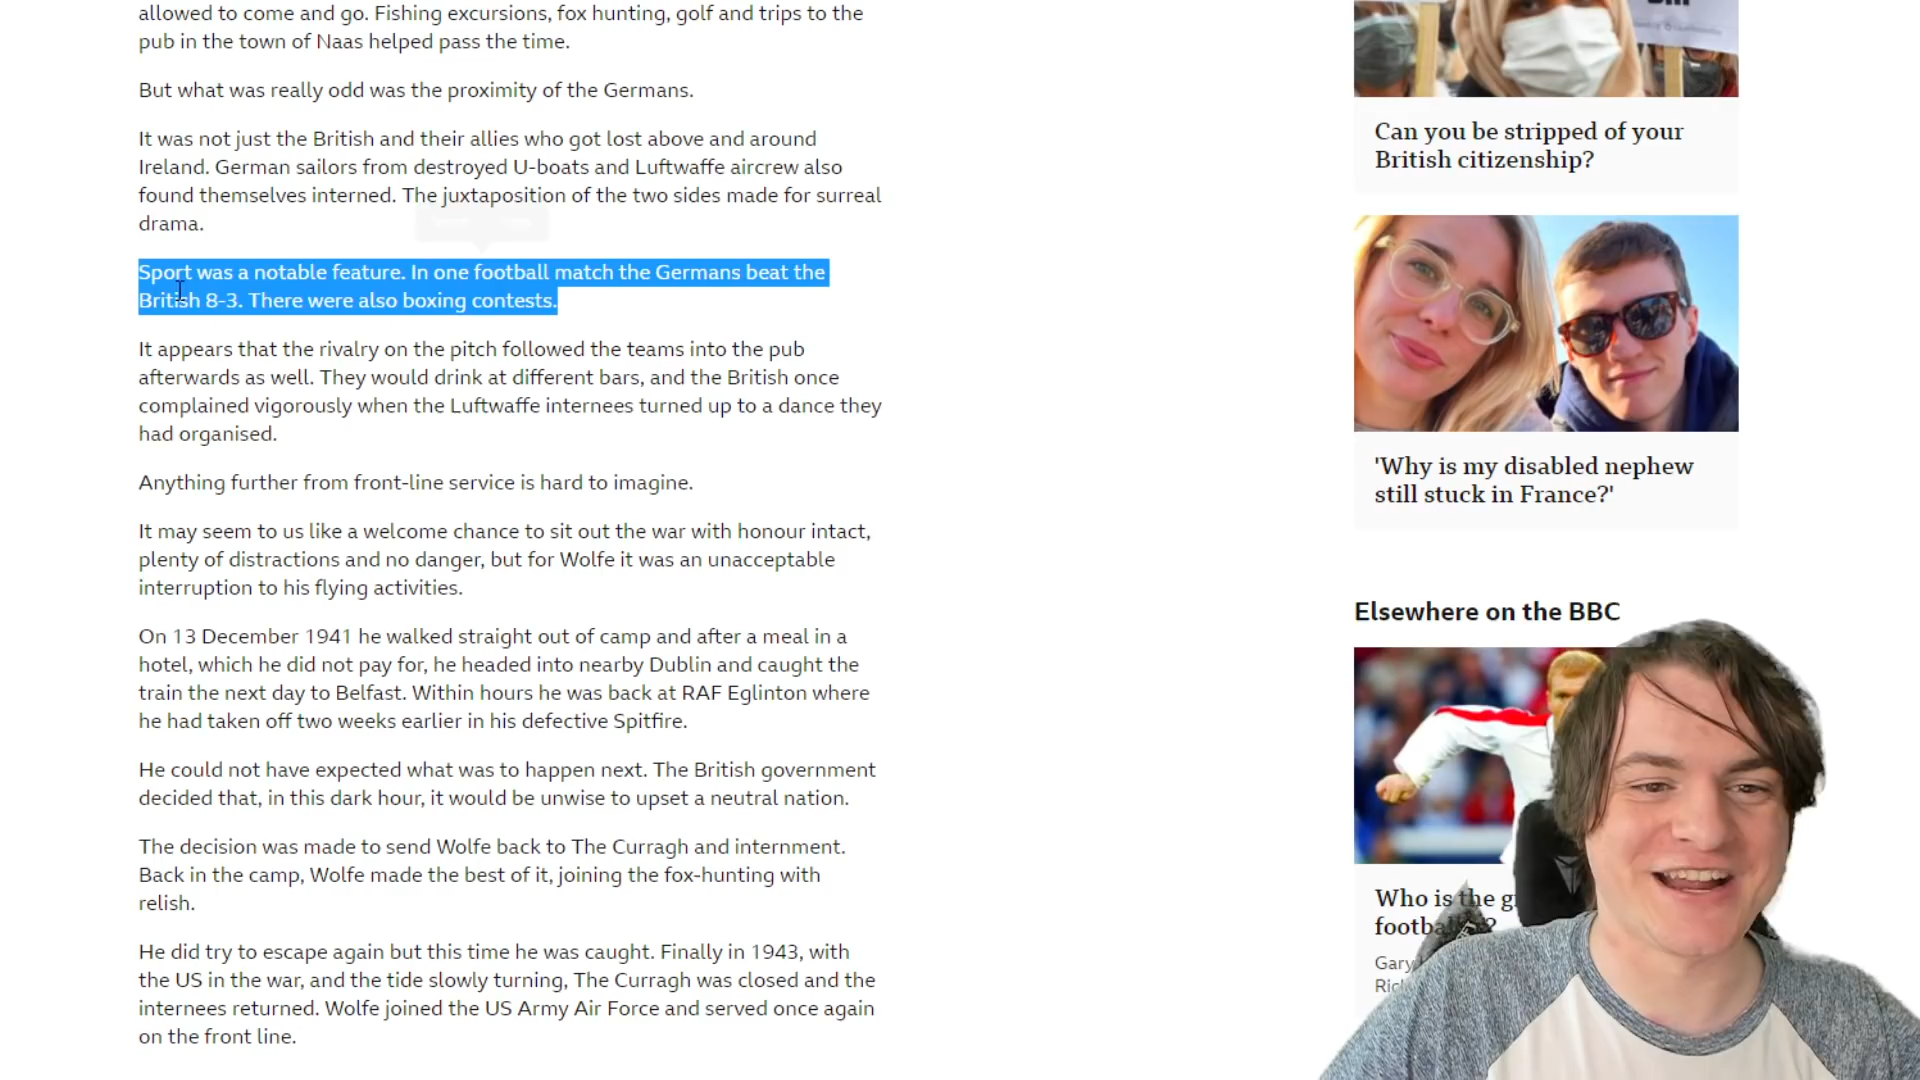 allowed to come and go. Fishing excursions, fox hunting, golf and trips to the
pub in the town of Naas helped pass the time.
But what was really odd was the proximity of the Germans.
It was not just the British and their allies who got lost above and around
Ireland. German sailors from destroyed U-boats and Luftwaffe aircrew also
found themselves interned. The juxtaposition of the two sides made for surreal
drama.
Sport was a notable feature. In one football match the Germans beat the
British 8-3. There were also boxing contests.
It appears that the rivalry on the pitch followed the teams into the pub
afterwards as well. They would drink at different bars, and the British once
complained vigorously when the Luftwaffe internees turned up to a dance they
had organised.
Anything further from front-line service is hard to imagine.
It may seem to us like a welcome chance to sit out the war with honour intact,
plenty of distractions and no danger, but for Wolfe it was an unacceptable
interruption to his flying activities.
On 13 December 1941 he walked straight out of camp and after a meal in a
hotel, which he did not pay for, he headed into nearby Dublin and caught the
train the next day to Belfast. Within hours he was back at RAF Eglinton where
he had taken off two weeks earlier in his defective Spitfire.
He could not have expected what was to happen next. The British government
decided that, in this dark hour, it would be unwise to upset a neutral nation.
The decision was made to send Wolfe back to The Curragh and internment.
Back in the camp, Wolfe made the best of it, joining the fox-hunting with
relish.
He did try to escape again but this time he was caught. Finally in 1943, with
the US in the war, and the tide slowly turning, The Curragh was closed and the
internees returned. Wolfe joined the US Army Air Force and served once again
on the front line.
Can you be stripped of your
British citizenship?
'Why is my disabled nephew
still stuck in France?'
Elsewhere on the BBC
Who is the
Gary